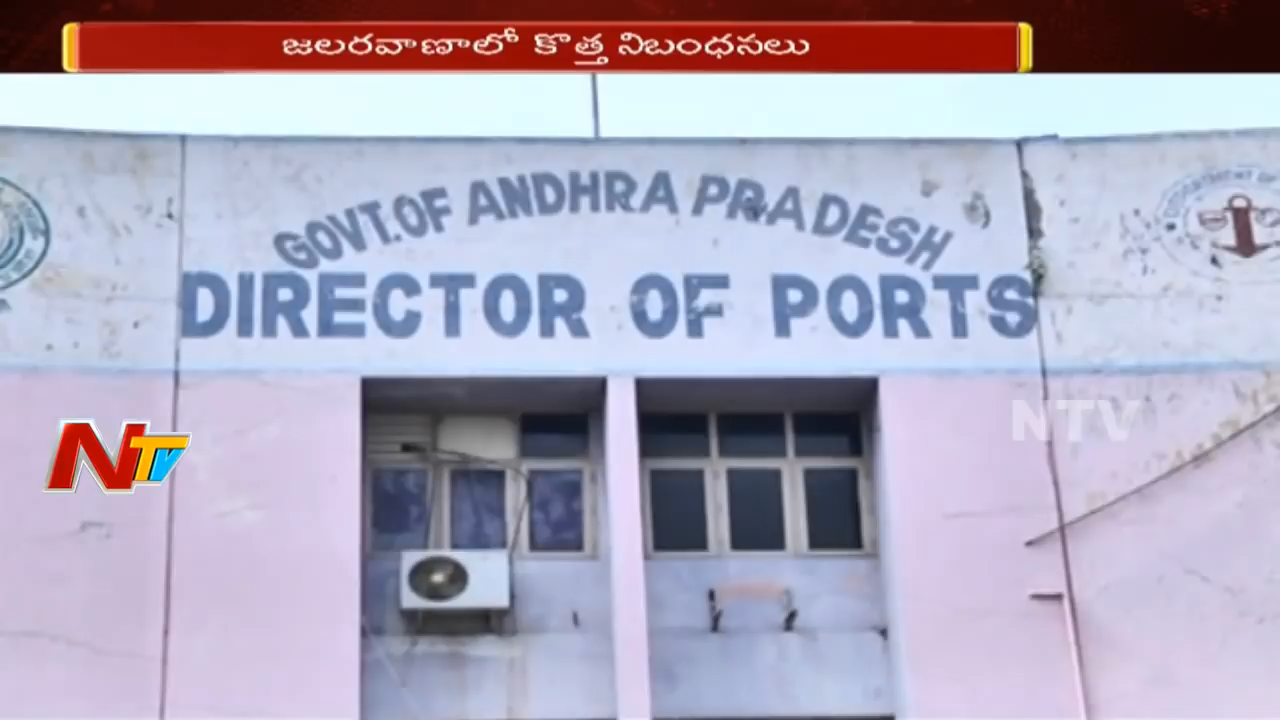 జలరవాణాలో కొత్త నిబంధనలు
GOVT. OF ANDHRA PRADESH
DIRECTOR OF PORTS
NTV
NTV